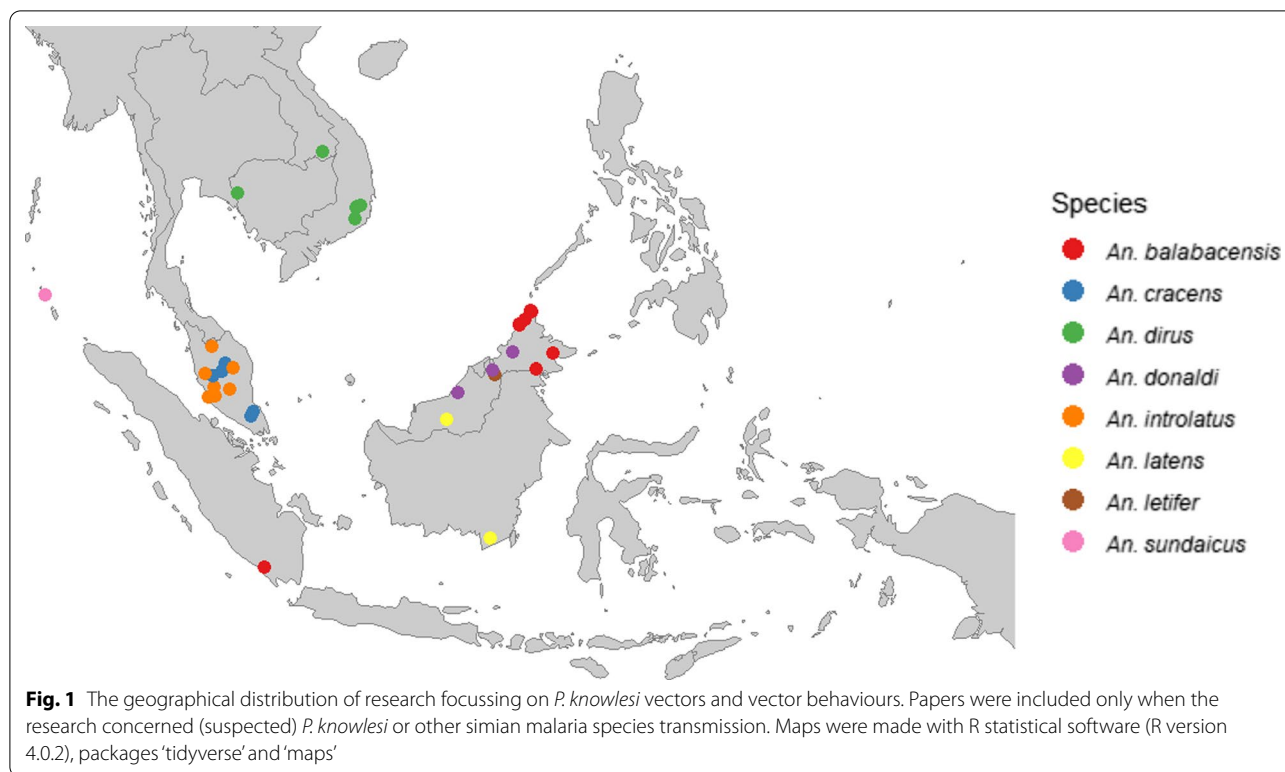 Species
An. balabacensis
An. cracens
An. dirus
An. donaldi
An. introlatus
An. latens
An. letifer
An. sundaicus
Fig. 1 The geographical distribution of research focussing on P. knowlesi vectors and vector behaviours. Papers were included only when the
research concerned (suspected) P. knowlesi or other simian malaria species transmission. Maps were made with R statistical software (R version
4.0.2), packages ‘tidyverse’ and ‘maps’